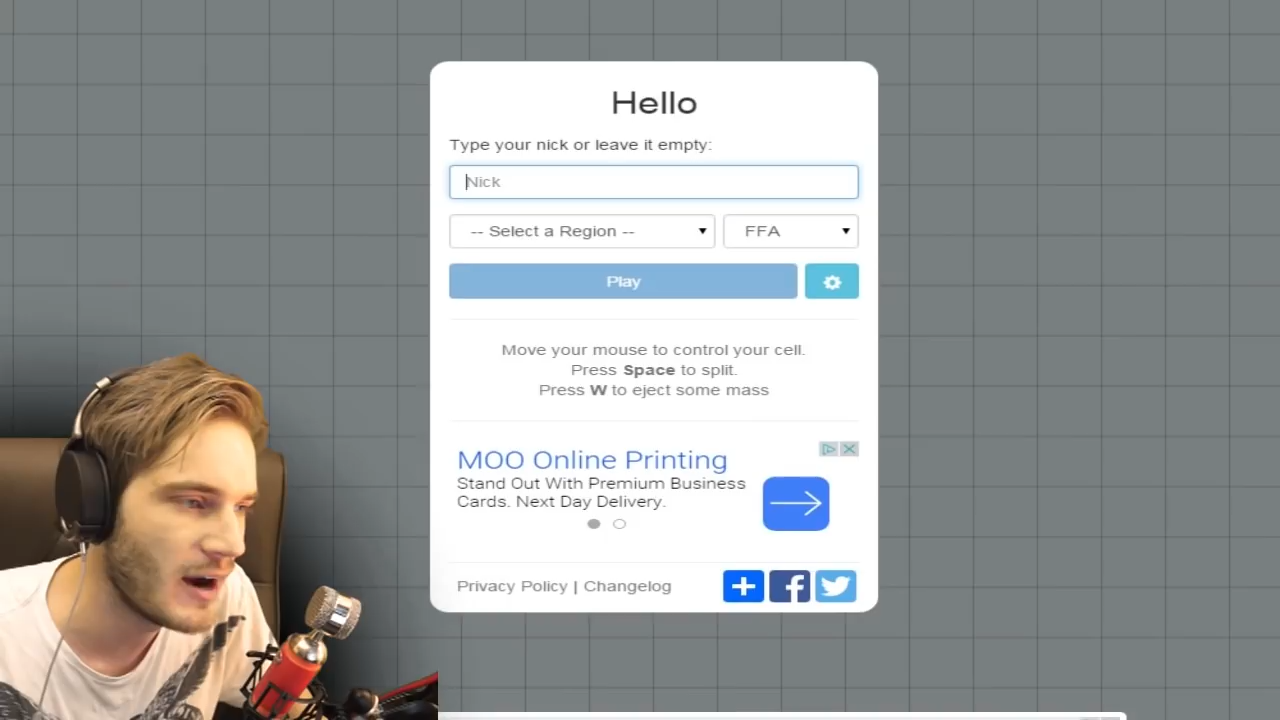 Hello
Type your nick or leave it empty:
Nick
-- Select a Region --
FFA
Play
Move your mouse to control your cell.
Press Space to split.
Press W to eject some mass
MOO Online Printing
Stand Out With Premium Business
Cards. Next Day Delivery.
Privacy Policy | Changelog